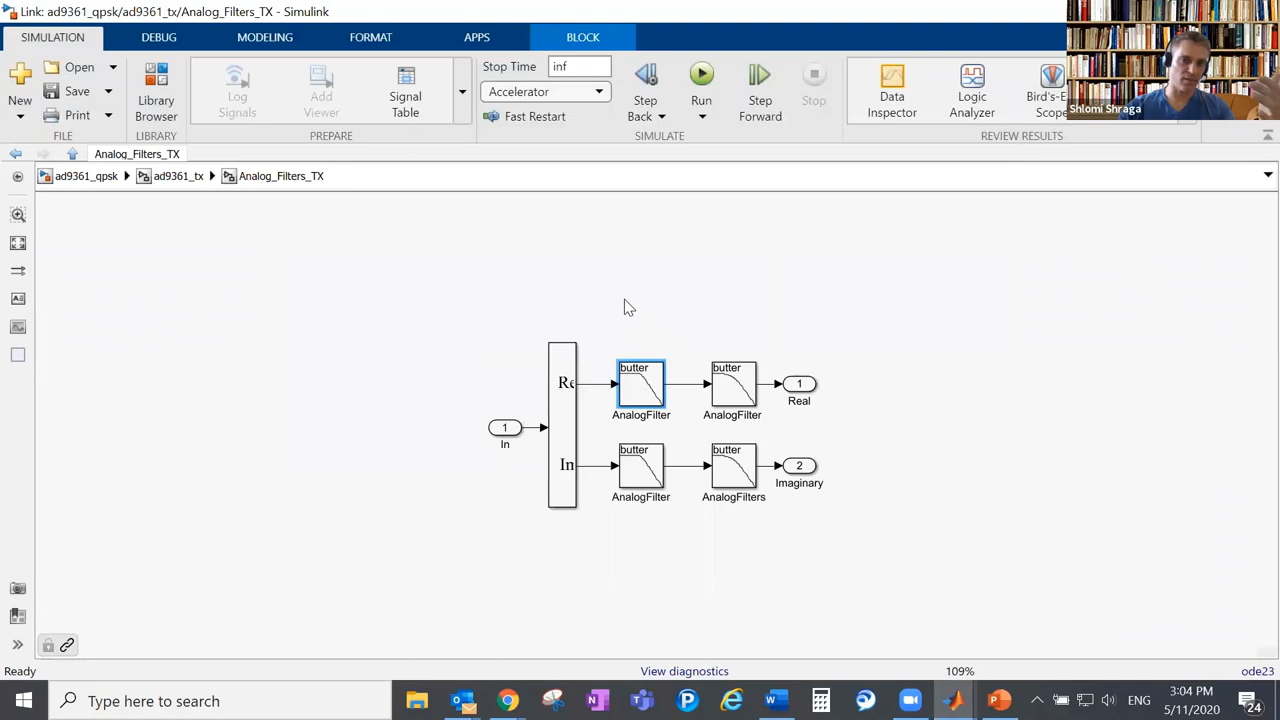 Link: ad9361_qpsk/ad9361_tx/Analog_Filters_TX - Simulink
SIMULATION DEBUG MODELING FORMAT APPS BLOCK
New
Open
Save
Print
FILE
Library
Browser
LIBRARY
Log
Signals
Add
Viewer
Signal
Table
PREPARE
Stop Time inf
Accelerator
Fast Restart
Step
Back
Run
Step
Forward
Stop
SIMULATE
Data
Inspector
Logic
Analyzer
Bird's-E
Scope
REVIEW RESULTS
Shlomi Shraga
Analog_Filters_TX
ad9361_qpsk ad9361_tx Analog_Filters_TX
butter
AnalogFilter
butter
AnalogFilter
1
Real
Re
1
In
Im
butter
AnalogFilter
butter
AnalogFilters
2
Imaginary
Ready View diagnostics 109% ode23
Type here to search
ENG
3:04 PM
5/11/2020
24